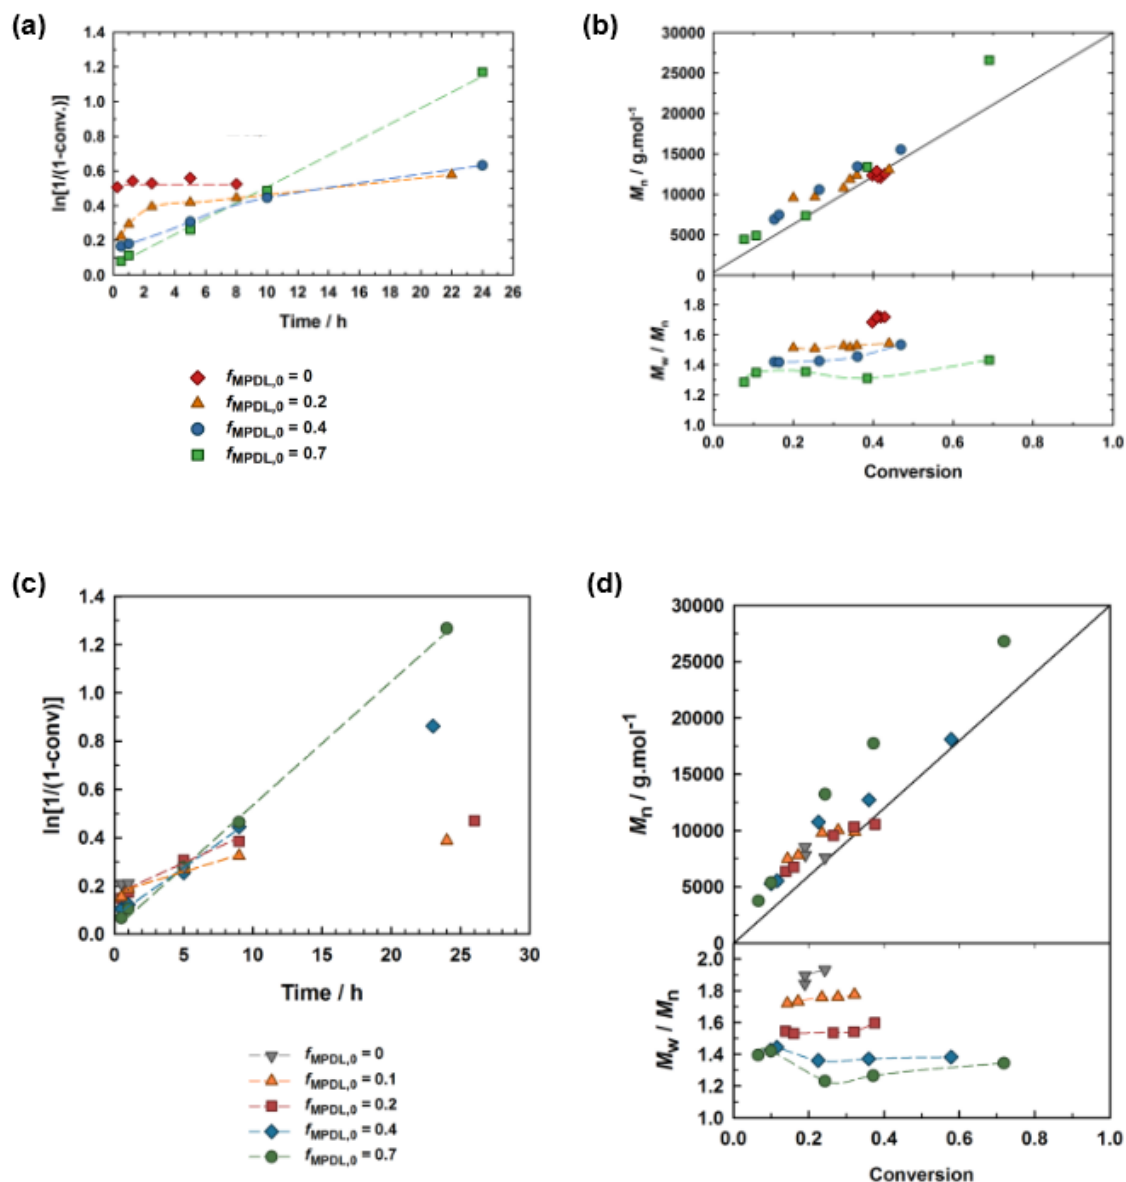 (a)
ln[1/(1-conv.)]
1.4
1.2
1.0
0.8
0.6
0.4
0.2
0.0
0 2 4 6 8 10 12 14 16 18 20 22 24 26
Time / h
fMPDL,0 = 0
fMPDL,0 = 0.2
fMPDL,0 = 0.4
fMPDL,0 = 0.7
(b)
Mn / g.mol-1
30000
25000
20000
15000
10000
5000
0
Mw / Mn
1.8
1.6
1.4
1.2
1.0
0.0 0.2 0.4 0.6 0.8 1.0
Conversion
(c)
ln[1/(1-conv)]
1.4
1.2
1.0
0.8
0.6
0.4
0.2
0.0
0 5 10 15 20 25 30
Time / h
fMPDL,0 = 0
fMPDL,0 = 0.1
fMPDL,0 = 0.2
fMPDL,0 = 0.4
fMPDL,0 = 0.7
(d)
Mn / g.mol-1
30000
25000
20000
15000
10000
5000
0
Mw / Mn
2.0
1.8
1.6
1.4
1.2
1.0
0.0 0.2 0.4 0.6 0.8 1.0
Conversion